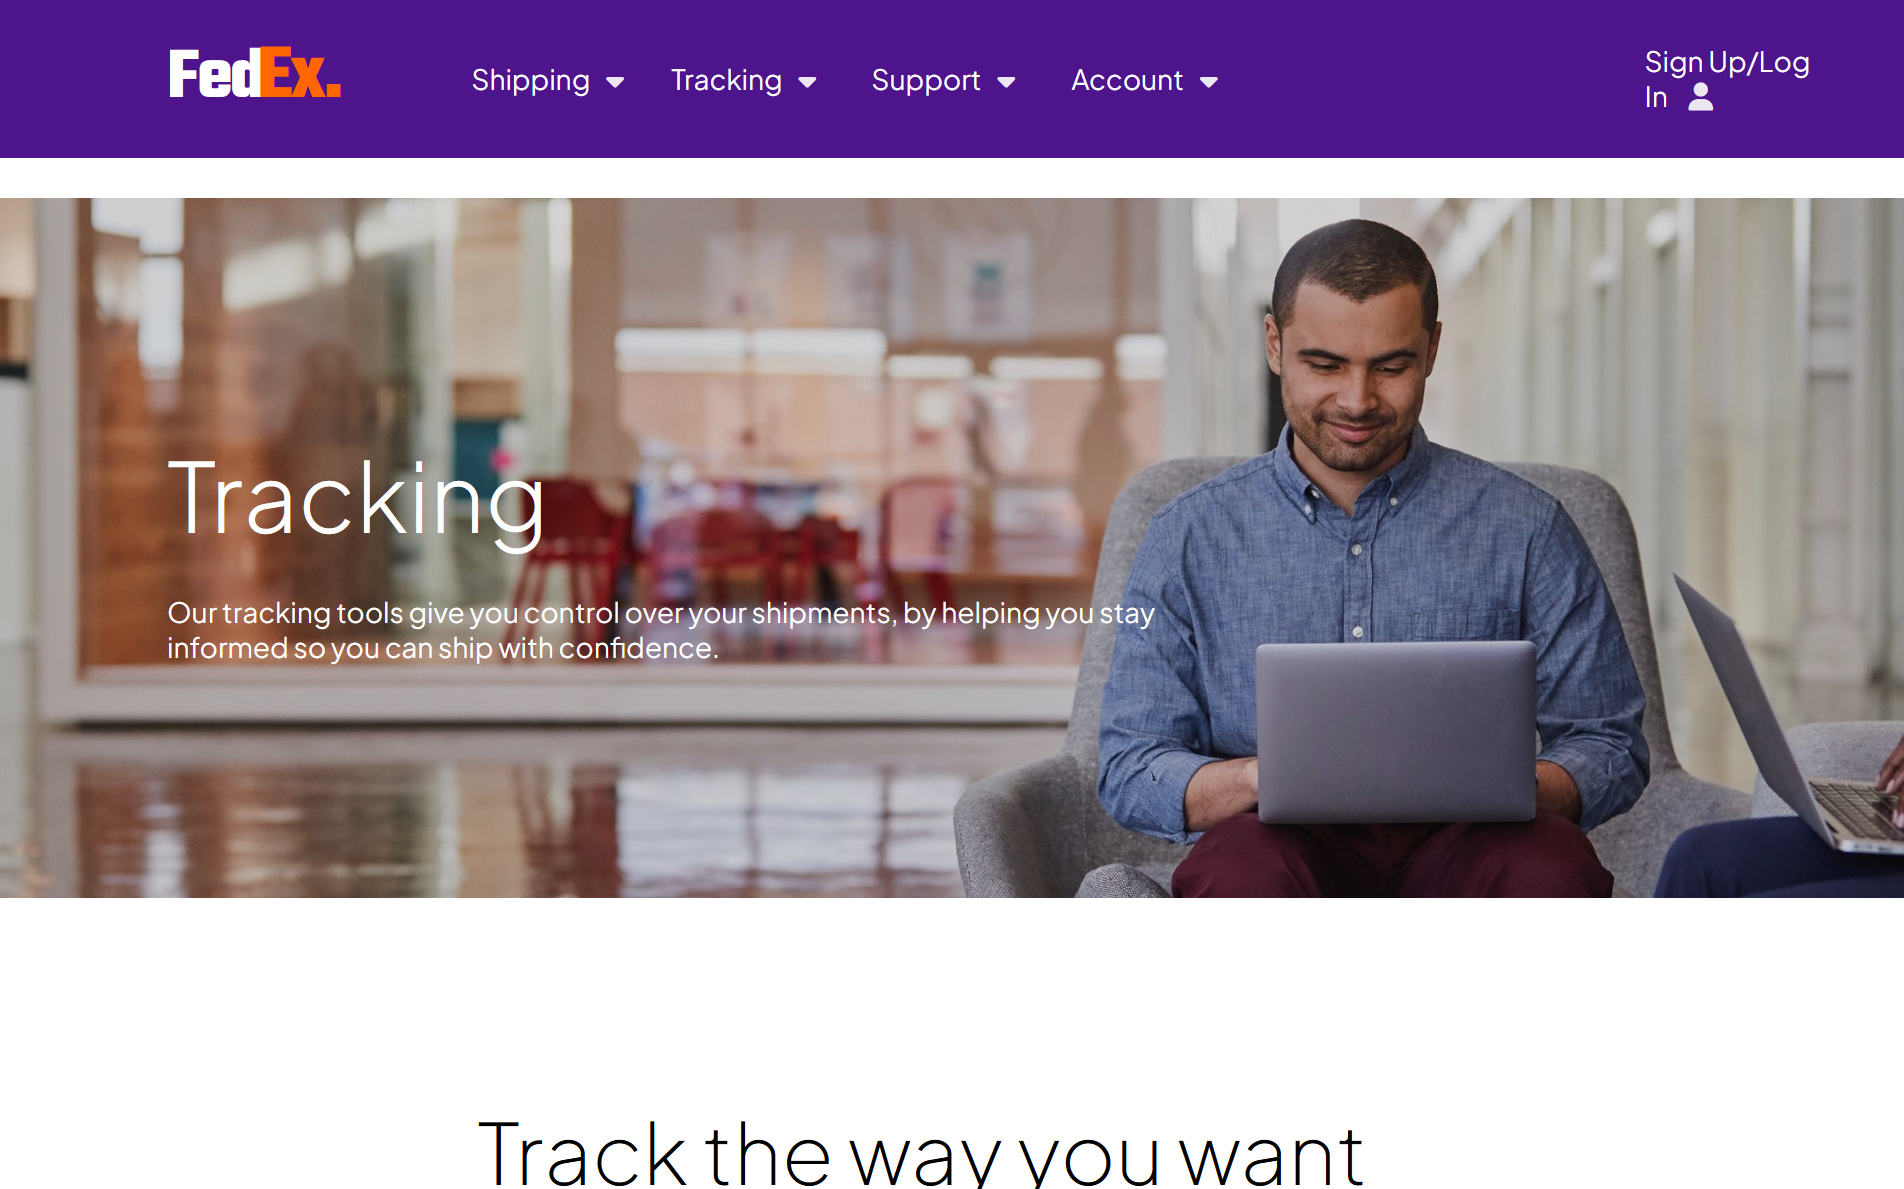 FedEx.
Shipping
Tracking
Support
Account
Sign Up/Log
In
Tracking
Our tracking tools give you control over your shipments, by helping you stay
informed so you can ship with confidence.
Track the way you want